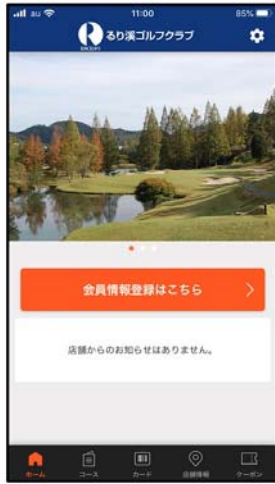 au
11:00
85%
るり溪ゴルフクラブ
会員情報登録はこちら
店舗からのお知らせはありません。
ホーム
コース
カード
店舗情報
クーポン